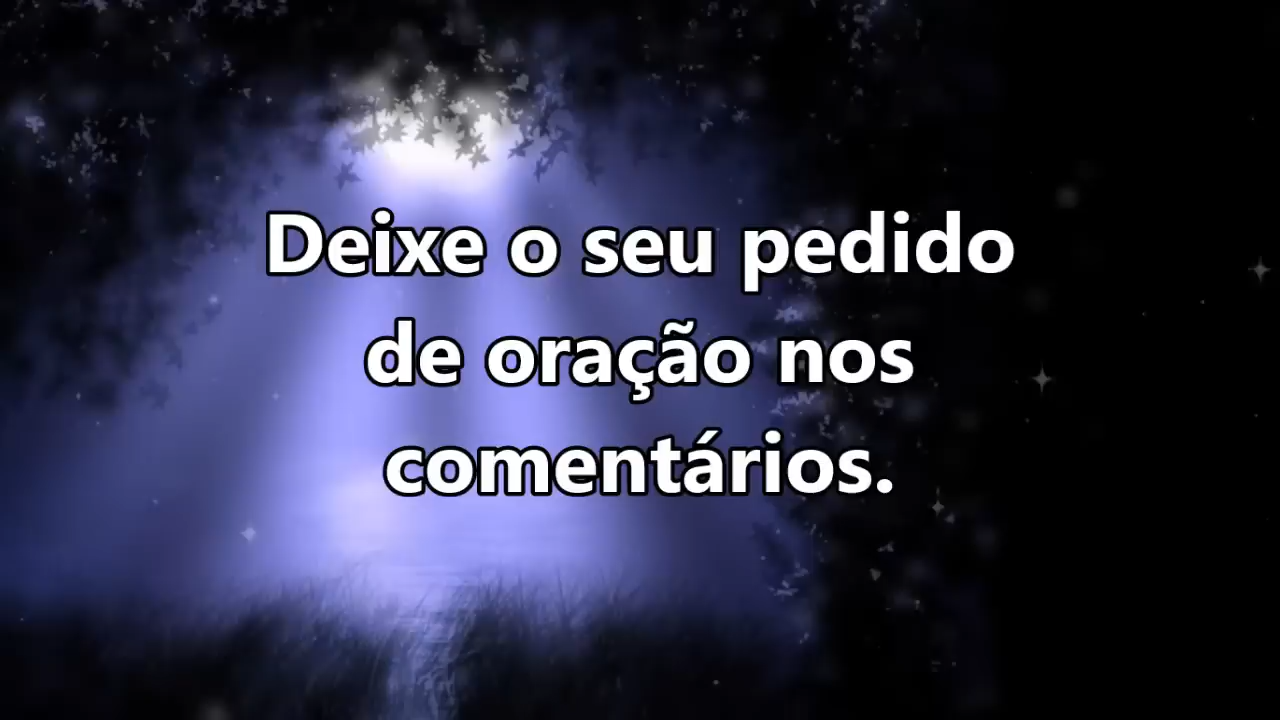 Deixe o seu pedido
de oração nos
comentários.